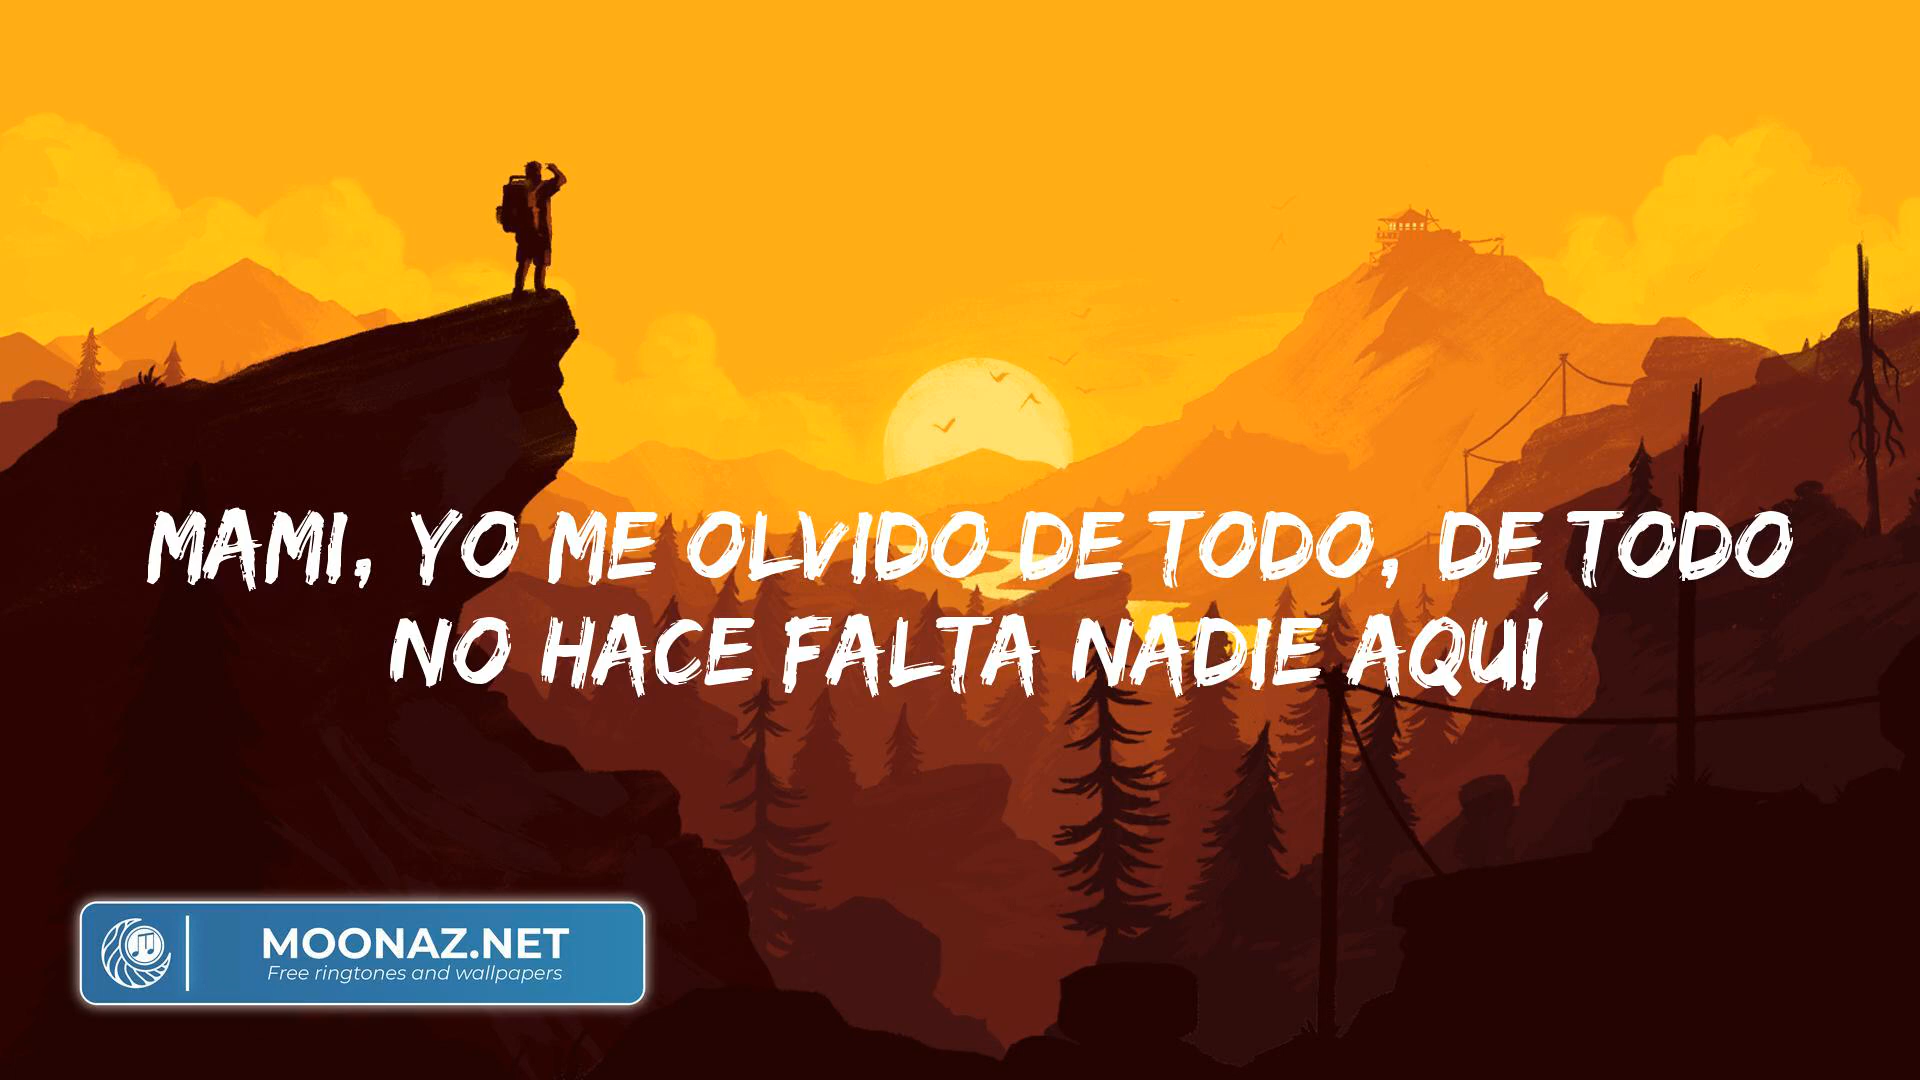 MAMI, YO ME OLVIDO DE TODO, DE TODO
NO HACE FALTA NADIE AQUÍ
MOONAZ.NET
Free ringtones and wallpapers